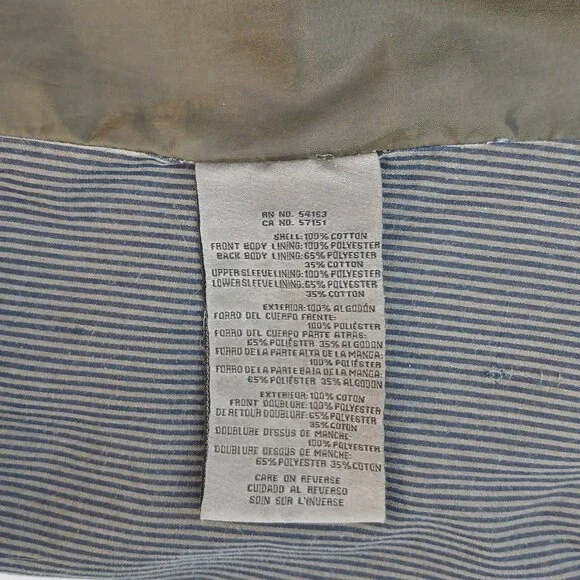 RN NO. 54163
CA NO. 57151
SHELL: 100% COTTON
FRONT BODY LINING: 100% POLYESTER
BACK BODY LINING: 65% POLYESTER
35% COTTON
UPPER SLEEVE LINING: 100% POLYESTER
LOWER SLEEVE LINING: 65% POLYESTER
35% COTTON
EXTERIOR: 100% ALGODÓN
FORRO DEL CUERPO FRENTE:
100% POLIÉSTER
FORRO DEL CUERPO PARTE ATRÁS:
65% POLIÉSTER 35% ALGODON
FORRO DE LA PARTE ALTA DE LA MANGA:
100% POLIÉSTER
FORRO DE LA PARTE BAJA DE LA MANGA:
65% POLIÉSTER 35% ALGODÓN
EXTERIEUR: 100% COTON
FRONT DOUBLURE: 100% POLYESTER
DE RETOUR DOUBLURE: 65% POLYESTER
35% COTON
DOUBLURE DESSUS DE MANCHE:
100% POLYESTER
DOUBLURE DESSOUS DE MANCHE:
65% POLYESTER 35% COTON
CARE ON REVERSE
CUIDADO AL REVERSO
SOIN SUR L'INVERSE